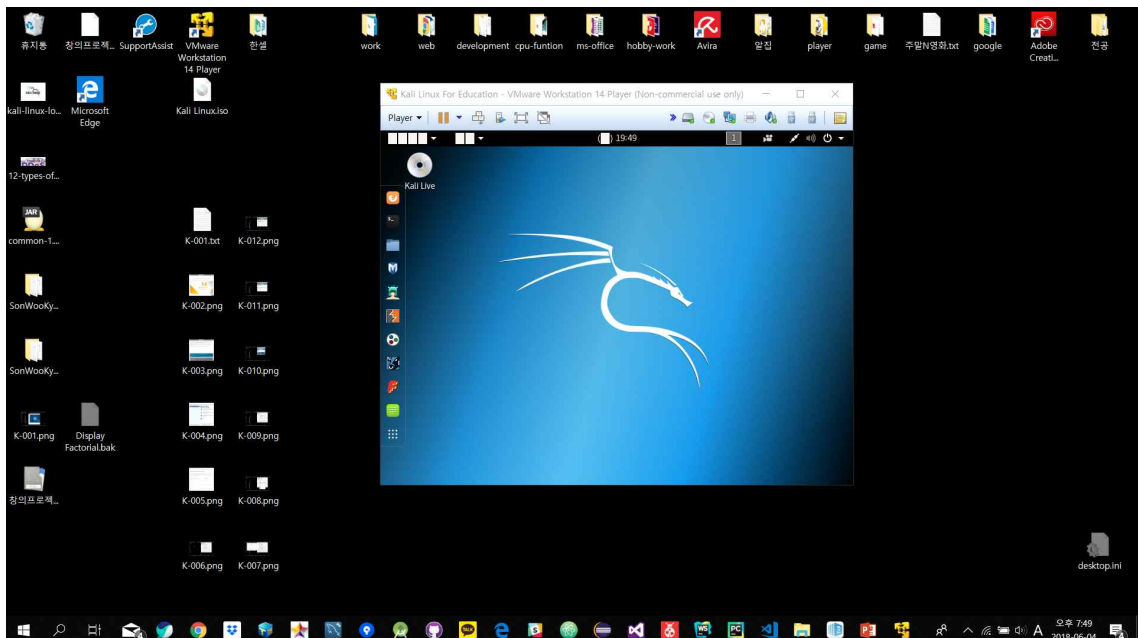 휴지통
창의프로젝...
SupportAssist
VMware
Workstation
14 Player
한셀
work
web
development
cpu-funtion
ms-office
hobby-work
Avira
알집
player
game
주말N영화.txt
google
Adobe
Creati...
전공
kali-linux-lo...
Microsoft
Edge
Kali Linux.iso
Kali Linux For Education - VMware Workstation 14 Player (Non-commercial use only)
Player
19:49
1
Kali Live
12-types-of...
JAR
common-1....
K-001.txt
K-012.png
SonWooKy...
K-002.png
K-011.png
SonWooKy...
K-003.png
K-010.png
K-001.png
Display
Factorial.bak
K-004.png
K-009.png
창의프로젝...
K-005.png
K-008.png
K-006.png
K-007.png
desktop.ini
A
오후 7:49
2018-06-04